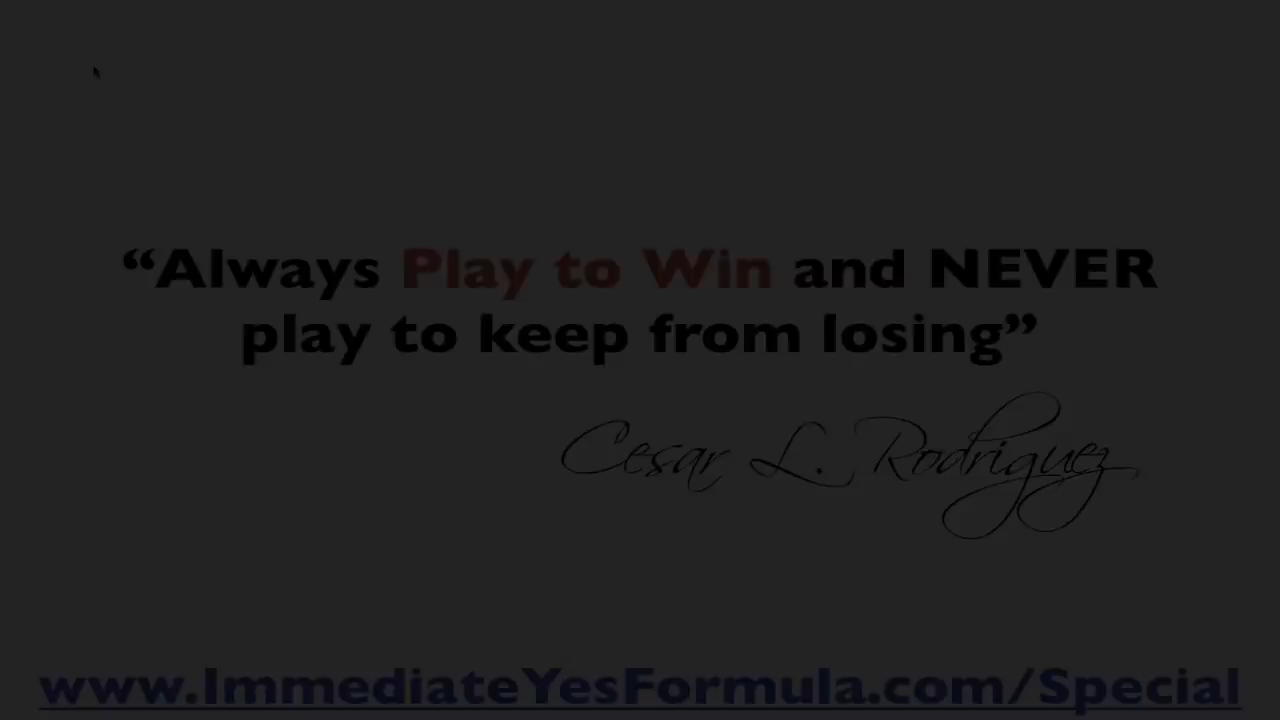 “Always Play to Win and NEVER
play to keep from losing”
Cesar L. Rodriguez
www.ImmediateYesFormula.com/Special